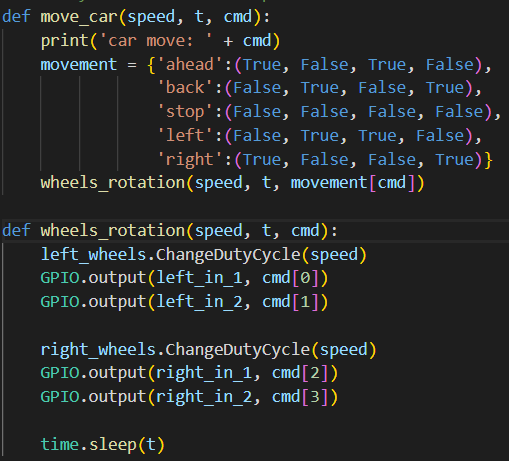 def move_car(speed, t, cmd):
    print('car move: ' + cmd)
    movement = {'ahead':(True, False, True, False),
                'back':(False, True, False, True),
                'stop':(False, False, False, False),
                'left':(False, True, True, False),
                'right':(True, False, False, True)}
    wheels_rotation(speed, t, movement[cmd])

def wheels_rotation(speed, t, cmd):
    left_wheels.ChangeDutyCycle(speed)
    GPIO.output(left_in_1, cmd[0])
    GPIO.output(left_in_2, cmd[1])

    right_wheels.ChangeDutyCycle(speed)
    GPIO.output(right_in_1, cmd[2])
    GPIO.output(right_in_2, cmd[3])

    time.sleep(t)